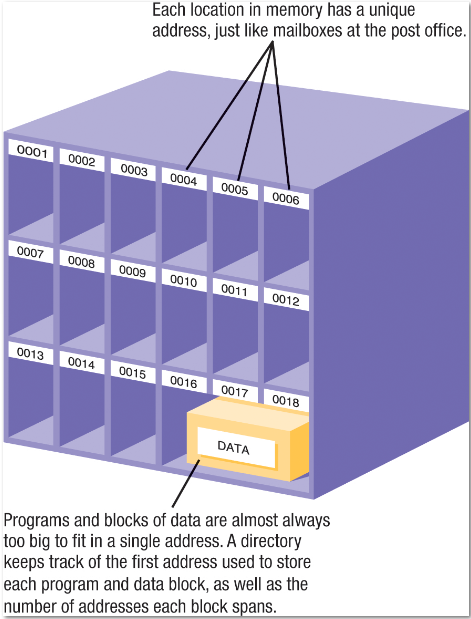 Each location in memory has a unique
address, just like mailboxes at the post office.
0001 0002 0003 0004 0005 0006
0007 0008 0009 0010 0011 0012
0013 0014 0015 0016 0017 0018
DATA
Programs and blocks of data are almost always
too big to fit in a single address. A directory
keeps track of the first address used to store
each program and data block, as well as the
number of addresses each block spans.